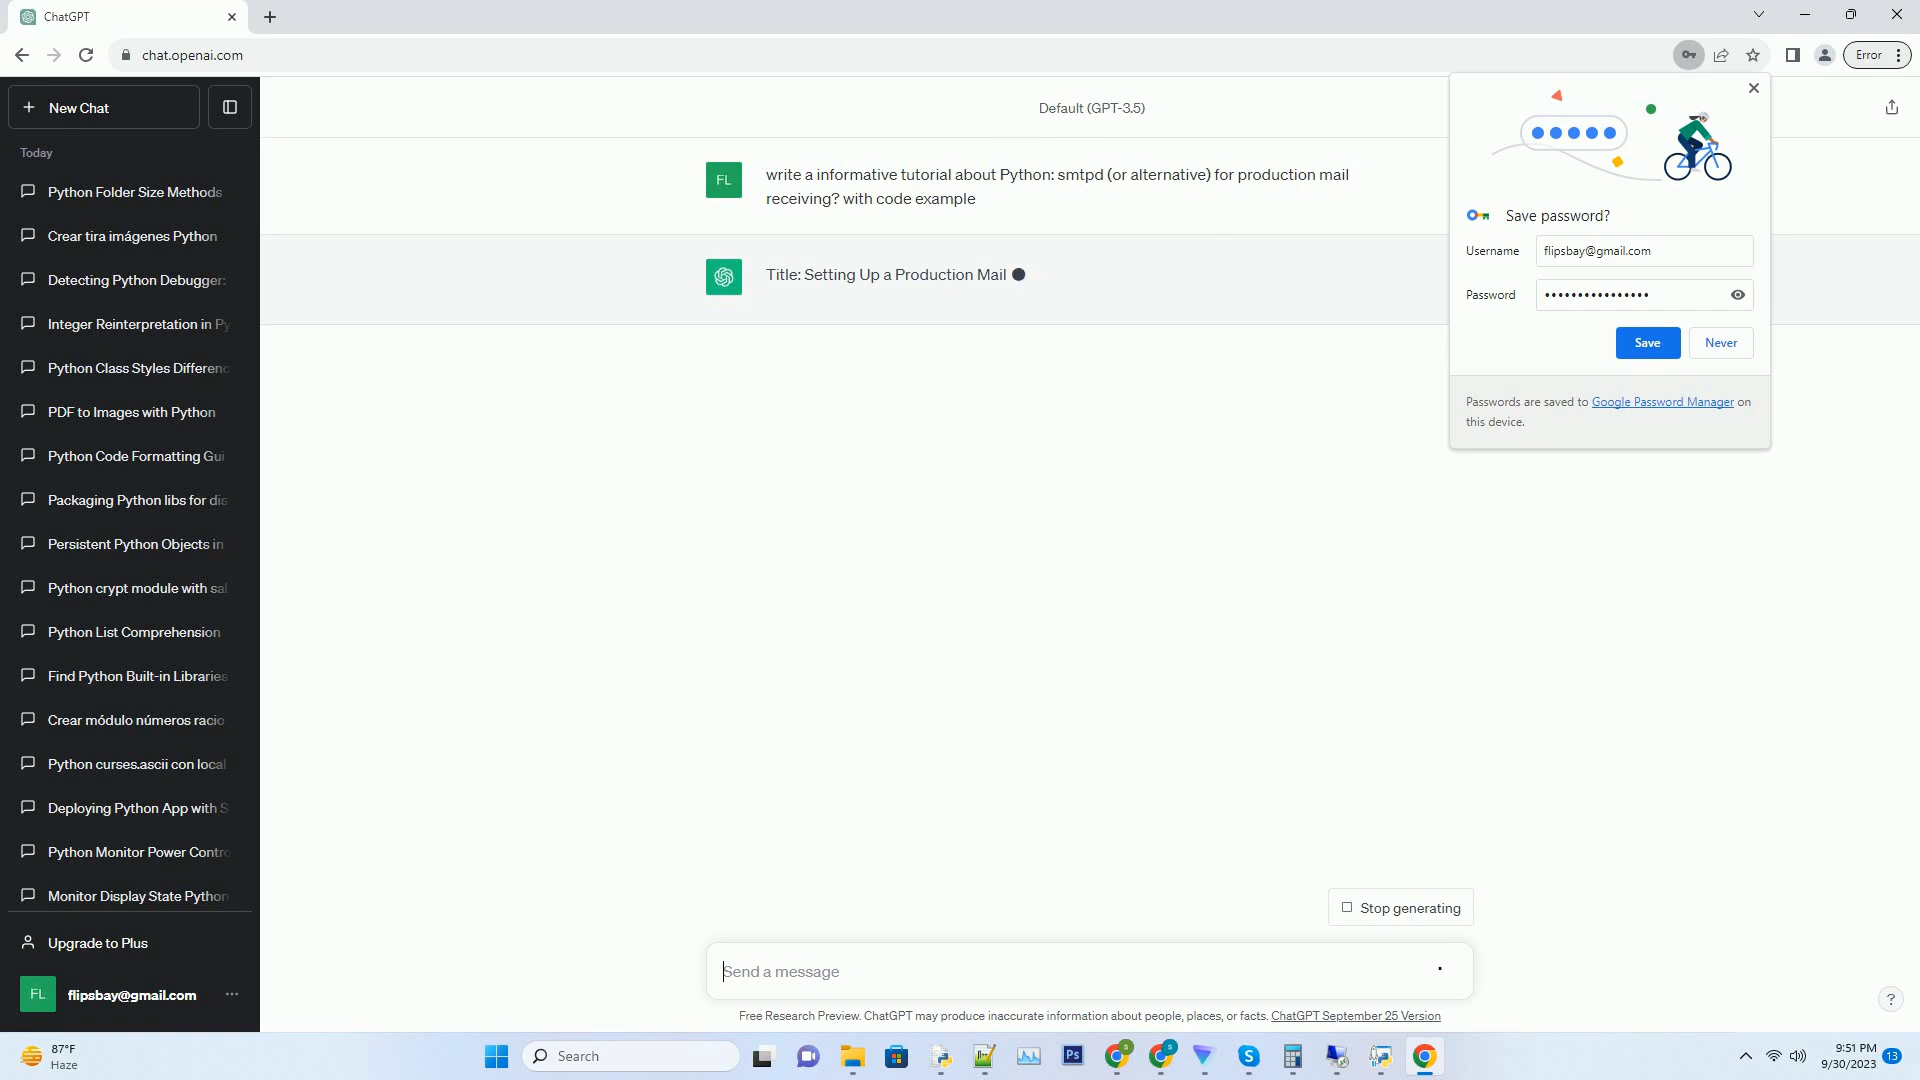 ChatGPT
chat.openai.com
Error
New Chat
Today
Python Folder Size Methods
Crear tira imágenes Python
Detecting Python Debugger:
Integer Reinterpretation in Py
Python Class Styles Differenc
PDF to Images with Python
Python Code Formatting Gui
Packaging Python libs for dis
Persistent Python Objects in
Python crypt module with sal
Python List Comprehension
Find Python Built-in Libraries
Crear módulo números racio
Python curses.ascii con local
Deploying Python App with S
Python Monitor Power Contro
Monitor Display State Python
Upgrade to Plus
FL
flipsbay@gmail.com
Default (GPT-3.5)
FL
write a informative tutorial about Python: smtpd (or alternative) for production mail
receiving? with code example
Title: Setting Up a Production Mail
Save password?
Username
flipsbay@gmail.com
Password
Save
Never
Passwords are saved to Google Password Manager on
this device.
Stop generating
Send a message
Free Research Preview. ChatGPT may produce inaccurate information about people, places, or facts. ChatGPT September 25 Version
?
87°F
Haze
Search
Ps
S
S
S
9:51 PM
9/30/2023
13